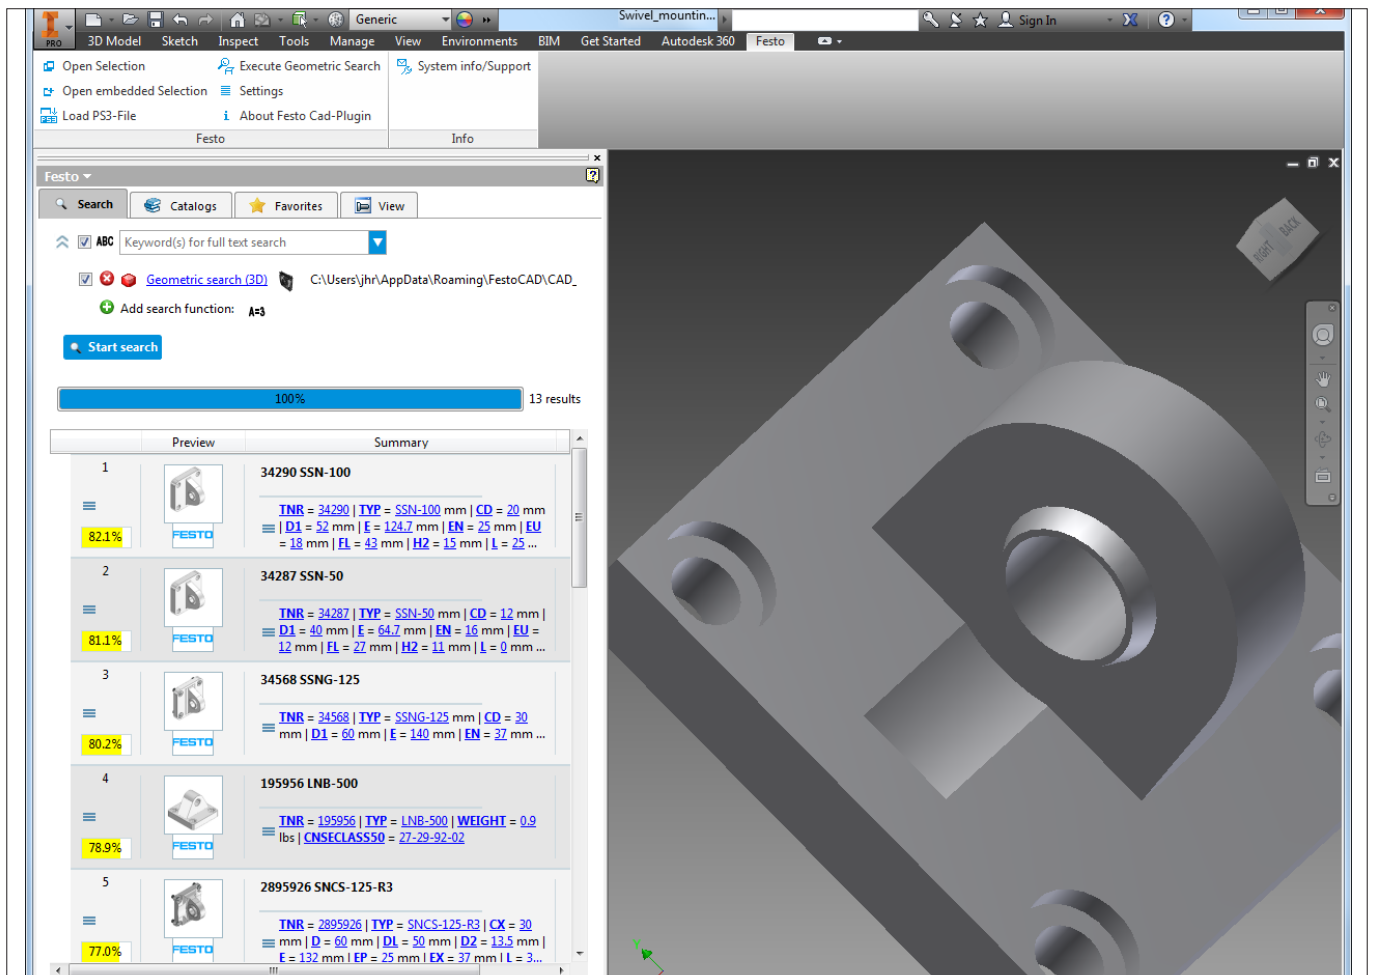 Generic
Swivel_mountin...
Sign In
PRO
3D Model Sketch Inspect Tools Manage View Environments BIM Get Started Autodesk 360 Festo
Open Selection Execute Geometric Search System info/Support
Open embedded Selection Settings
Load PS3-File About Festo Cad-Plugin
Festo Info
Festo
Search Catalogs Favorites View
ABC Keyword(s) for full text search
Geometric search (3D) C:\Users\jhr\AppData\Roaming\FestoCAD\CAD_
Add search function: A=3
Start search
100% 13 results
Preview Summary
1
34290 SSN-100
TNR = 34290 | TYP = SSN-100 mm | CD = 20 mm
| D1 = 52 mm | E = 124.7 mm | EN = 25 mm | EU
= 18 mm | FL = 43 mm | H2 = 15 mm | L = 25 ...
82.1%
FESTO
2
34287 SSN-50
TNR = 34287 | TYP = SSN-50 mm | CD = 12 mm |
D1 = 40 mm | E = 64.7 mm | EN = 16 mm | EU =
12 mm | FL = 27 mm | H2 = 11 mm | L = 0 mm ...
81.1%
FESTO
3
34568 SSNG-125
TNR = 34568 | TYP = SSNG-125 mm | CD = 30
mm | D1 = 60 mm | E = 140 mm | EN = 37 mm ...
80.2%
FESTO
4
195956 LNB-500
TNR = 195956 | TYP = LNB-500 | WEIGHT = 0.9
lbs | CNSECLASS50 = 27-29-92-02
78.9%
FESTO
5
2895926 SNCS-125-R3
TNR = 2895926 | TYP = SNCS-125-R3 | CX = 30
mm | D = 60 mm | DL = 50 mm | D2 = 13.5 mm |
E = 132 mm | EP = 25 mm | EX = 37 mm | L = 3...
77.0%
FESTO
RIGHT BACK